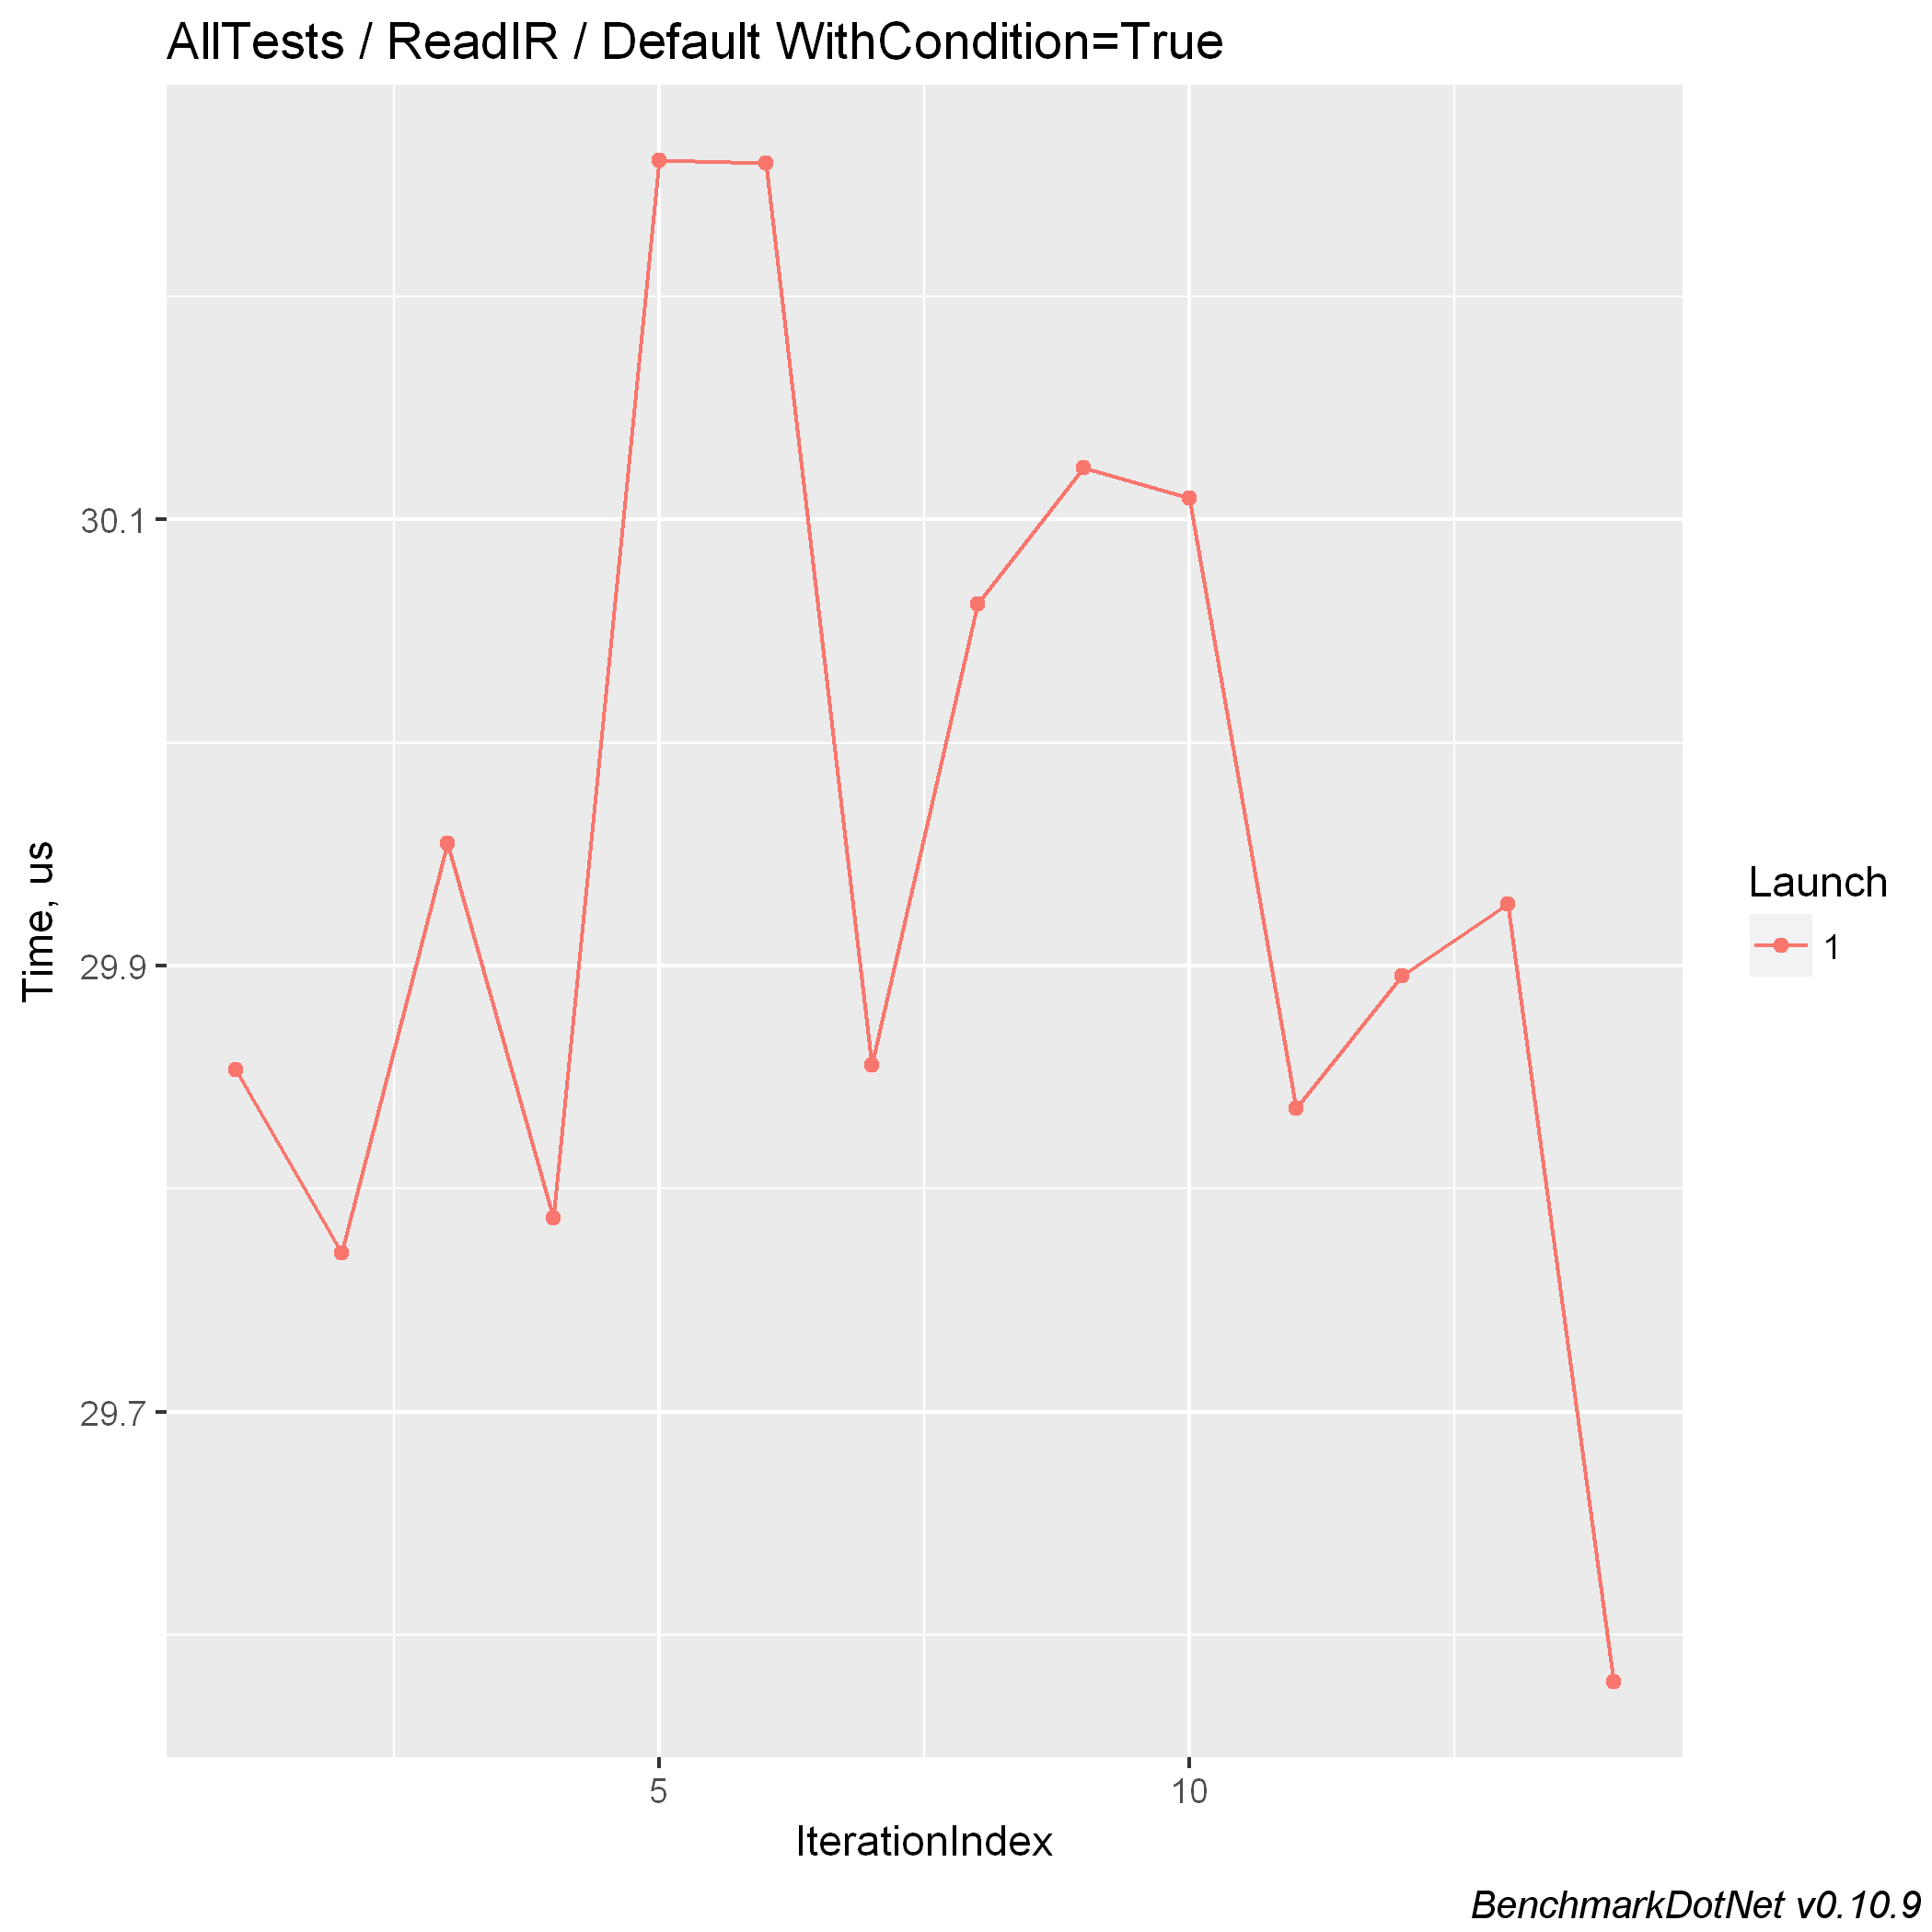 AllTests / ReadIR / Default WithCondition=True
Time, us
30.1
29.9
29.7
5
10
IterationIndex
Launch
1
BenchmarkDotNet v0.10.9